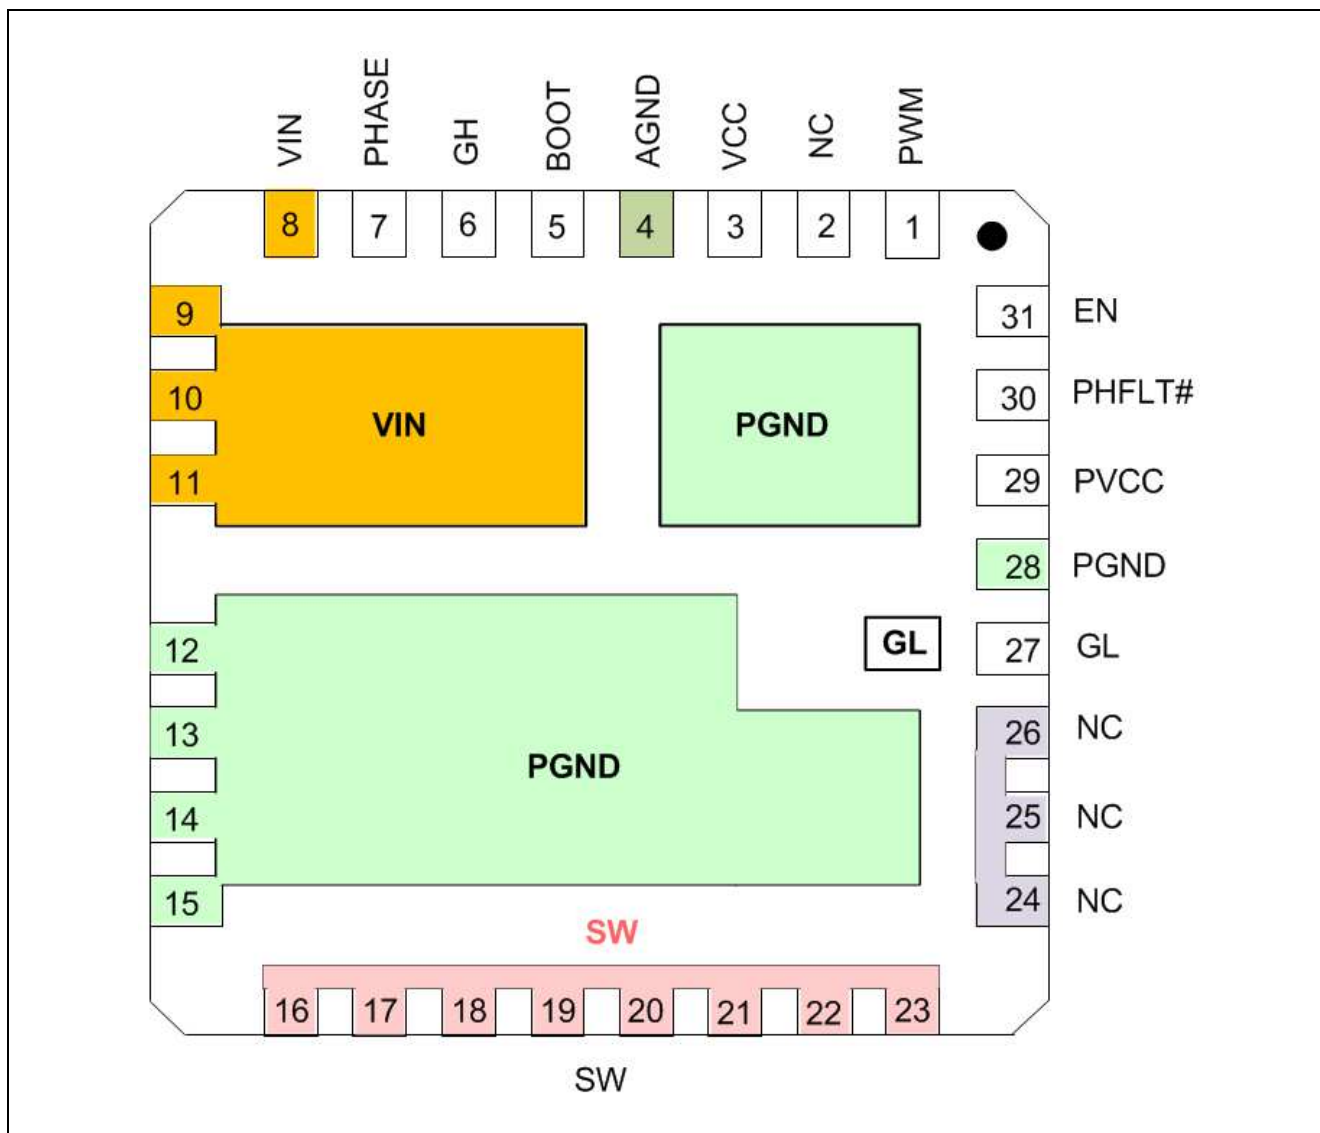 VIN PHASE GH BOOT AGND VCC NC PWM
8 7 6 5 4 3 2 1
9 31 EN
10 VIN PGND 30 PHFLT#
11 29 PVCC
28 PGND
12 GL 27 GL
13 26 NC
PGND
14 25 NC
15 24 NC
SW
16 17 18 19 20 21 22 23
SW